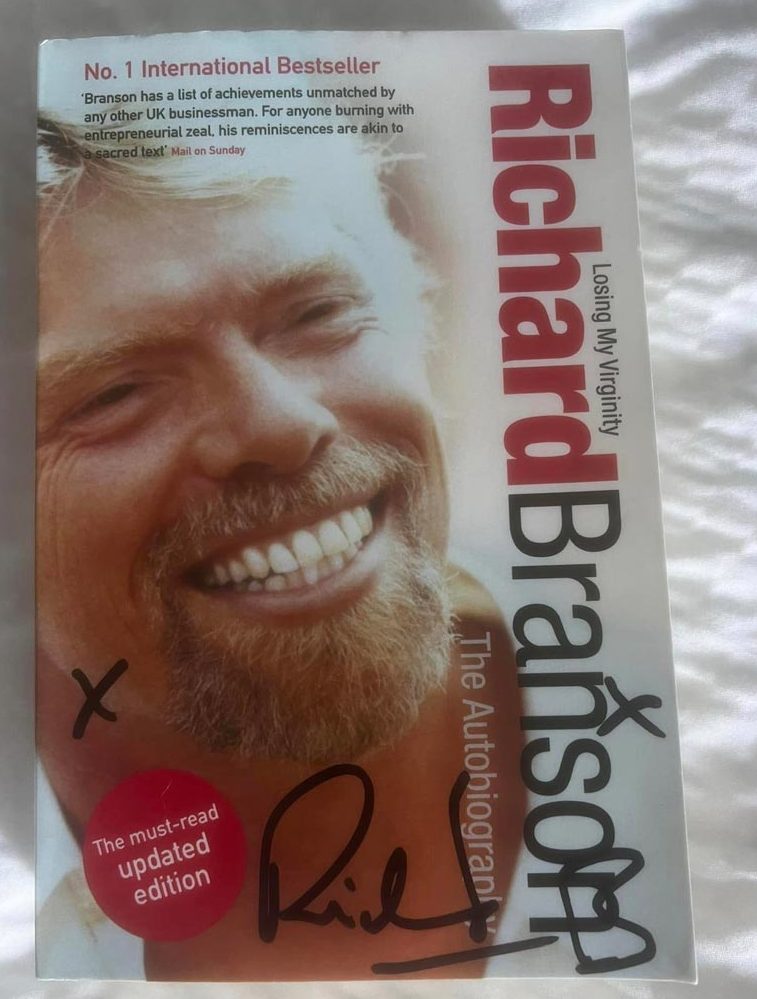 No. 1 International Bestseller
'Branson has a list of achievements unmatched by
any other UK businessman. For anyone burning with
entrepreneurial zeal, his reminiscences are akin to
a sacred text' Mail on Sunday
Richard Branson
Losing My Virginity
The Autobiography
x
x
The must-read
updated
edition